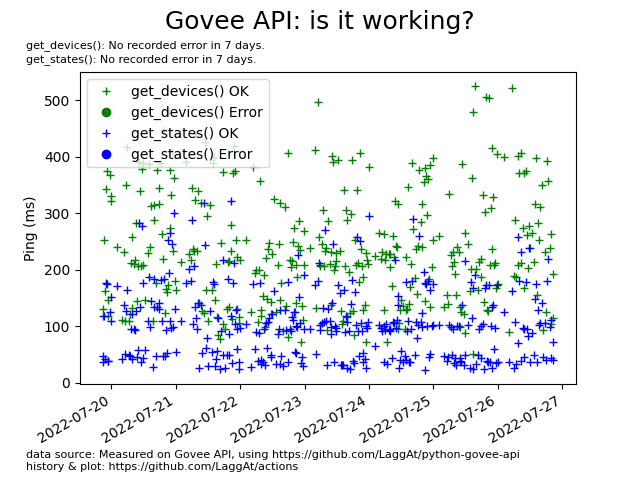 Govee API: is it working?
get_devices(): No recorded error in 7 days.
get_states(): No recorded error in 7 days.
get_devices() OK
get_devices() Error
get_states() OK
get_states() Error
Ping (ms)
500
400
300
200
100
0
2022-07-20
2022-07-21
2022-07-22
2022-07-23
2022-07-24
2022-07-25
2022-07-26
2022-07-27
data source: Measured on Govee API, using https://github.com/LaggAt/python-govee-api
history & plot: https://github.com/LaggAt/actions